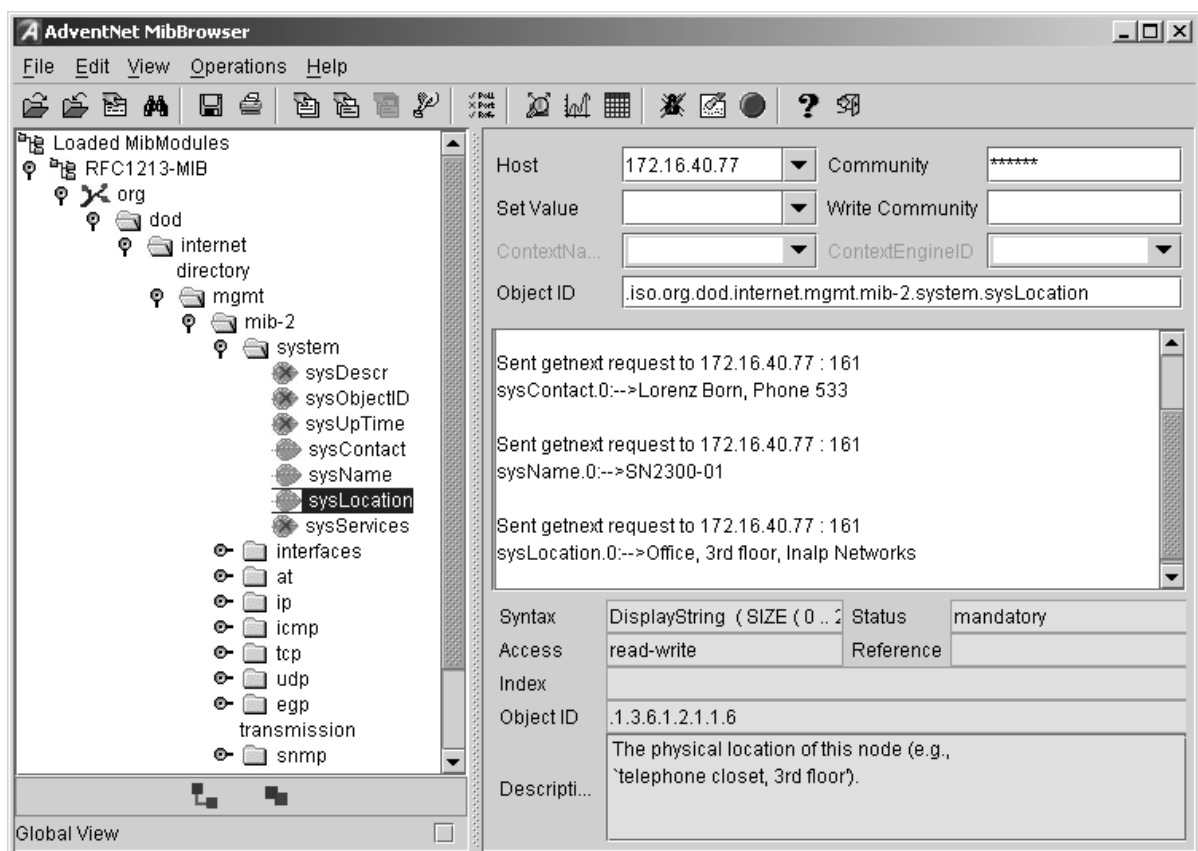 AdventNet MibBrowser
File Edit View Operations Help
Loaded MibModules
RFC1213-MIB
org
dod
internet
directory
mgmt
mib-2
system
sysDescr
sysObjectID
sysUpTime
sysContact
sysName
sysLocation
sysServices
interfaces
at
ip
icmp
tcp
udp
egp
transmission
snmp
Global View
Host 172.16.40.77 Community ******
Set Value Write Community
ContextNa... ContextEngineID
Object ID .iso.org.dod.internet.mgmt.mib-2.system.sysLocation
Sent getnext request to 172.16.40.77 : 161
sysContact.0:-->Lorenz Born, Phone 533
Sent getnext request to 172.16.40.77 : 161
sysName.0:-->SN2300-01
Sent getnext request to 172.16.40.77 : 161
sysLocation.0:-->Office, 3rd floor, Inalp Networks
Syntax DisplayString ( SIZE ( 0 .. 2 Status mandatory
Access read-write Reference
Index
Object ID .1.3.6.1.2.1.1.6
Descripti... The physical location of this node (e.g.,
`telephone closet, 3rd floor').